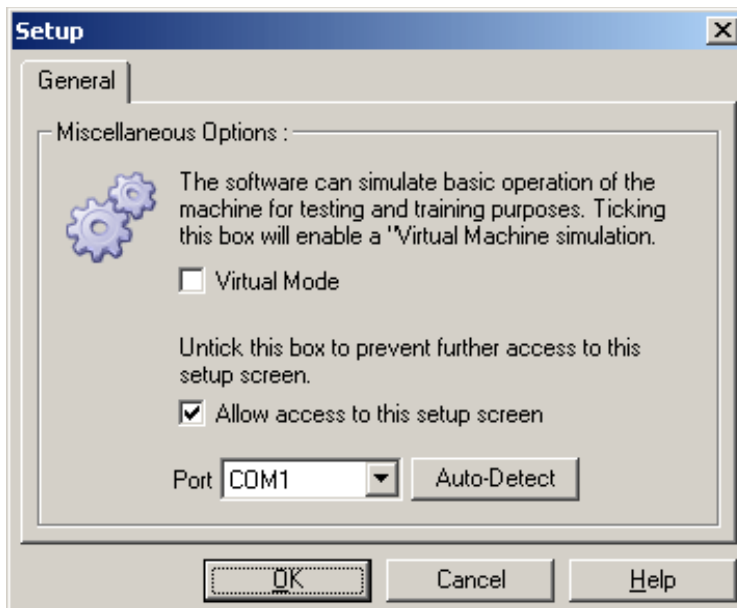 Setup
General
Miscellaneous Options :
The software can simulate basic operation of the
machine for testing and training purposes. Ticking
this box will enable a "Virtual Machine simulation.
Virtual Mode
Untick this box to prevent further access to this
setup screen.
Allow access to this setup screen
Port COM1 Auto-Detect
OK Cancel Help